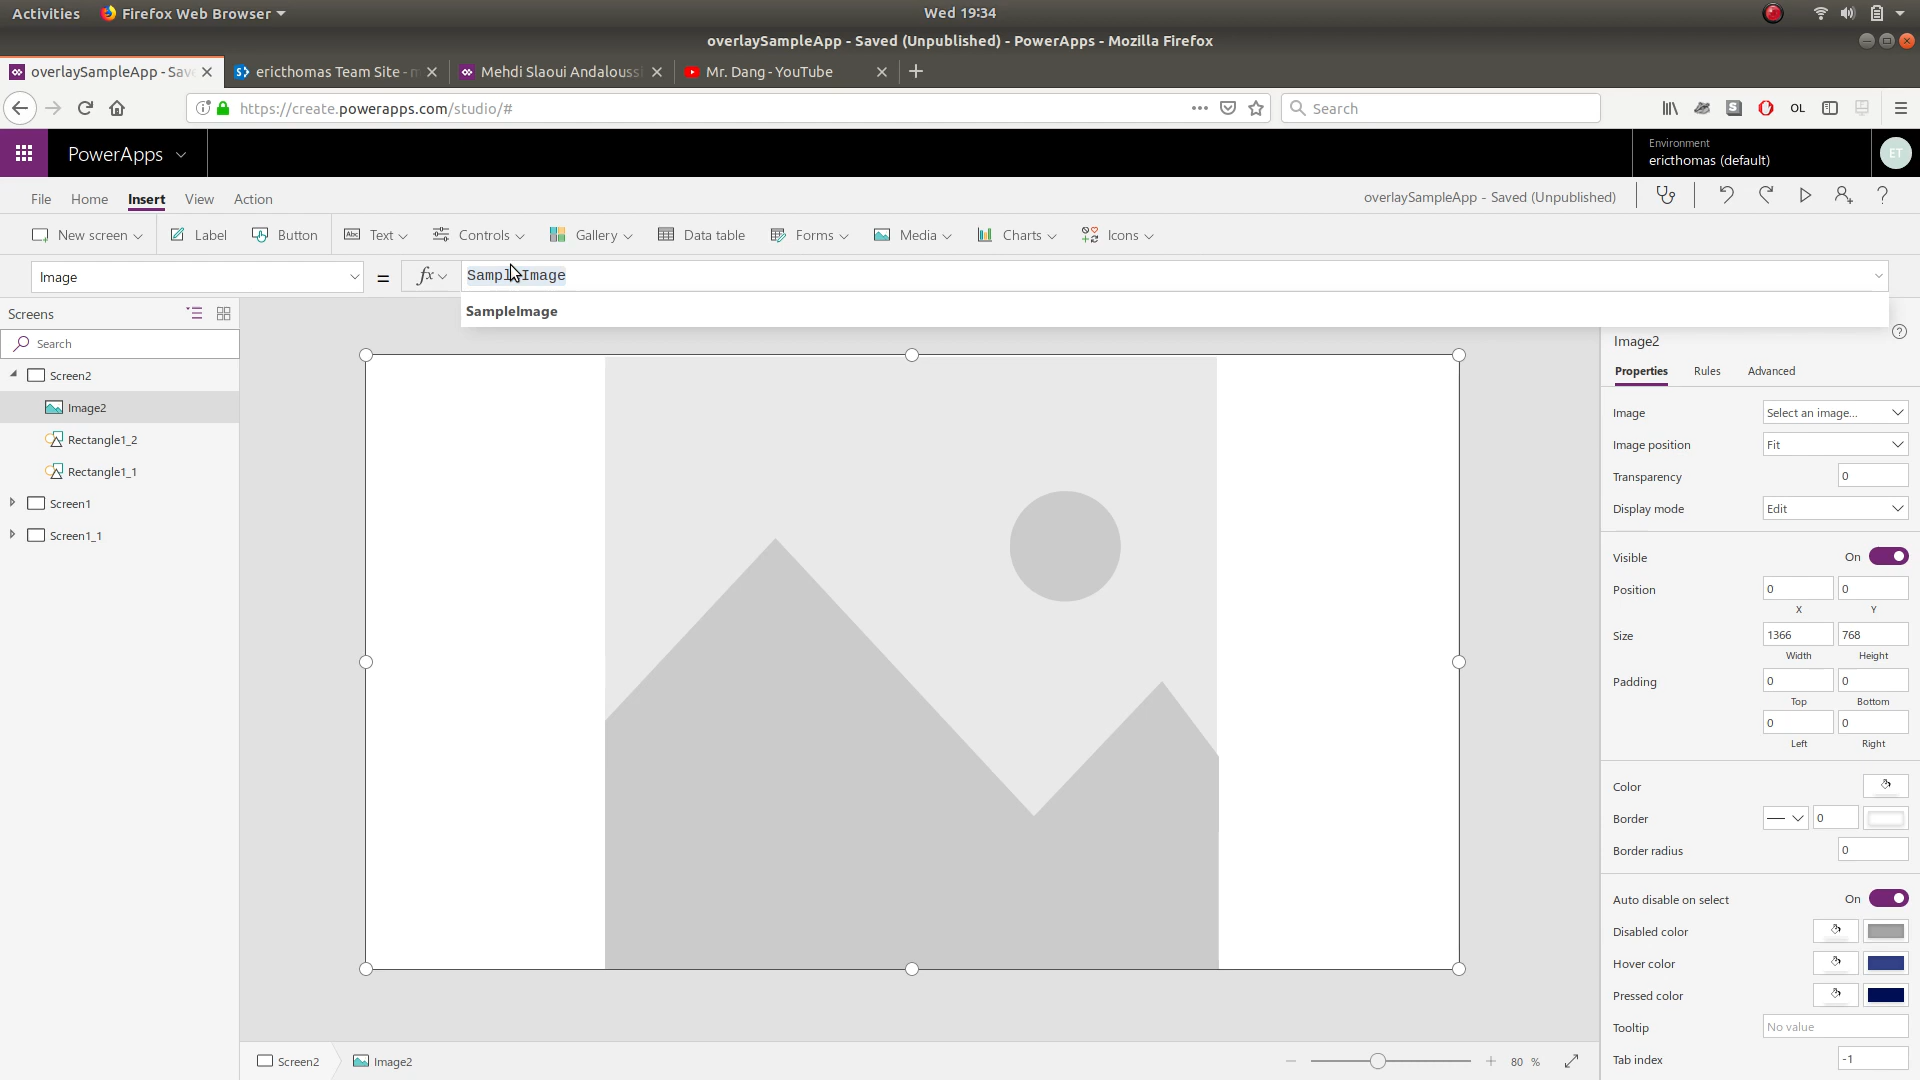 Activities Firefox Web Browser Wed 19:34
overlaySampleApp - Saved (Unpublished) - PowerApps - Mozilla Firefox
overlaySampleApp - Save ericthomas Team Site - Mehdi Slaoui Andaloussi Mr. Dang - YouTube
https://create.powerapps.com/studio/# Search OL
PowerApps
Environment
ericthomas (default)
ET
File Home Insert View Action overlaySampleApp - Saved (Unpublished)
New screen Label Button Text Controls Gallery Data table Forms Media Charts Icons
Image = fx SampleImage
SampleImage
Screens
Search
Screen2
Image2
Rectangle1_2
Rectangle1_1
Screen1
Screen1_1
Image2
Properties Rules Advanced
Image Select an image...
Image position Fit
Transparency 0
Display mode Edit
Visible On
Position 0 0
X Y
Size 1366 768
Width Height
Padding 0 0
Top Bottom
0 0
Left Right
Color
Border 0
Border radius 0
Auto disable on select On
Disabled color
Hover color
Pressed color
Tooltip No value
Tab index -1
Screen2 Image2 80 %